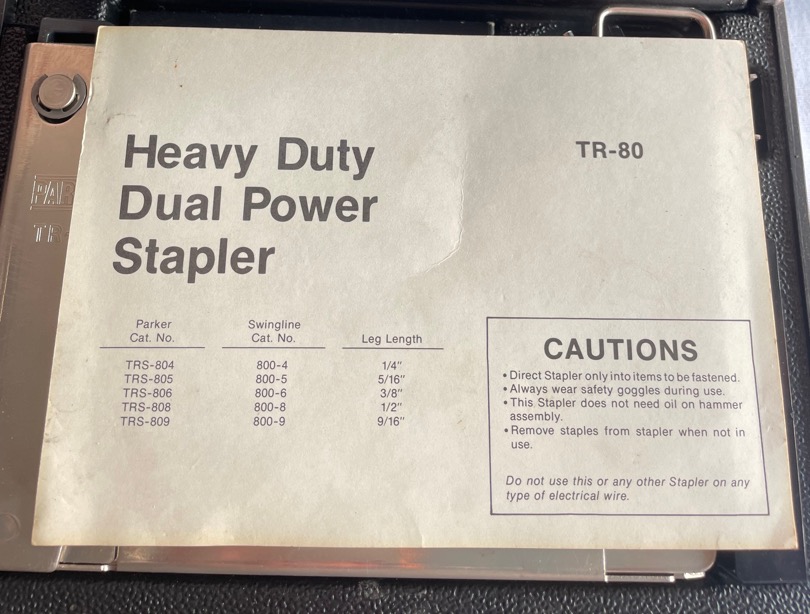 Heavy Duty
Dual Power
Stapler
TR-80
Parker Cat. No. Swingline Cat. No. Leg Length
TRS-804 800-4 1/4"
TRS-805 800-5 5/16"
TRS-806 800-6 3/8"
TRS-808 800-8 1/2"
TRS-809 800-9 9/16"
CAUTIONS
• Direct Stapler only into items to be fastened.
• Always wear safety goggles during use.
• This Stapler does not need oil on hammer
assembly.
• Remove staples from stapler when not in
use.
Do not use this or any other Stapler on any
type of electrical wire.